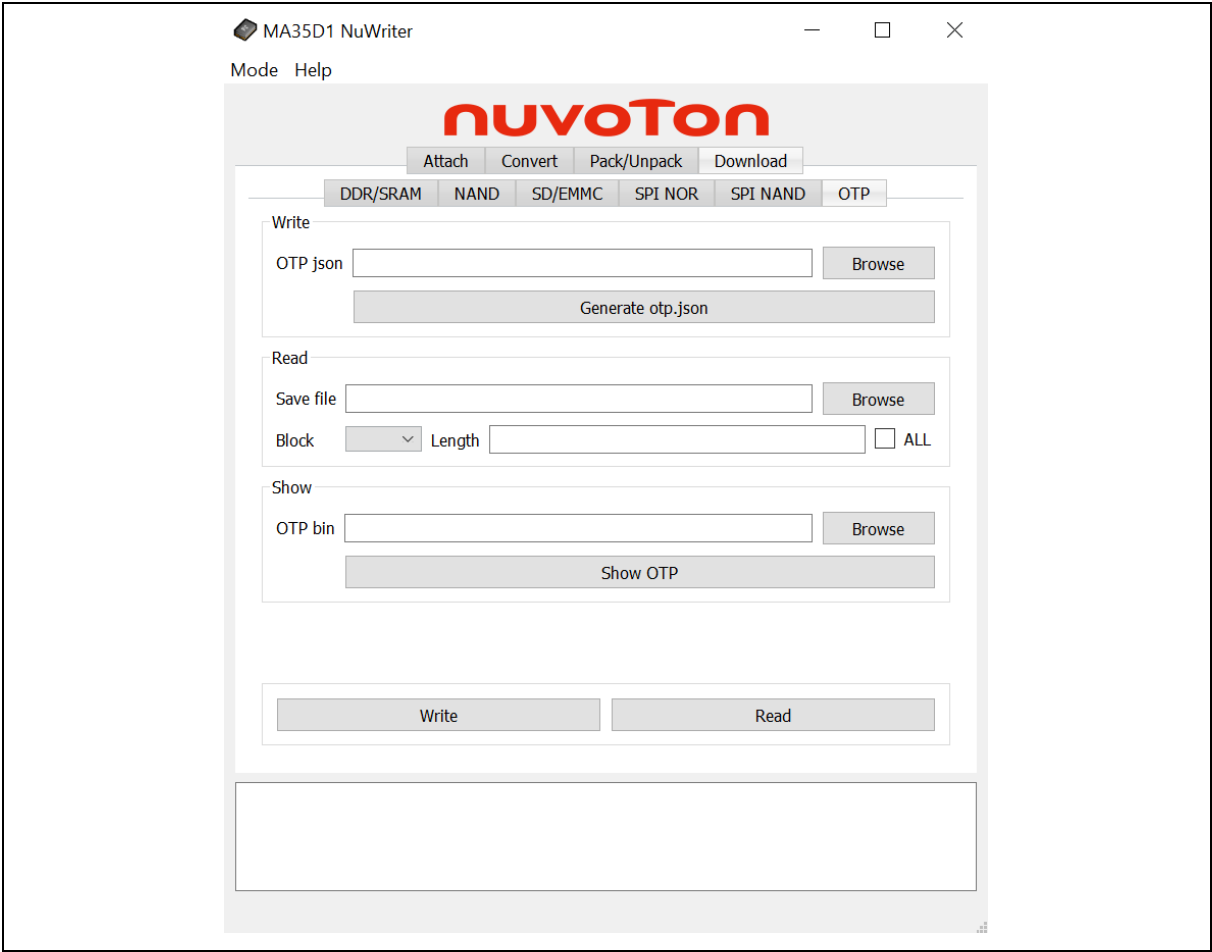 MA35D1 NuWriter
Mode Help
nuvoTon
Attach Convert Pack/Unpack Download
DDR/SRAM NAND SD/EMMC SPI NOR SPI NAND OTP
Write
OTP json Browse
Generate otp.json
Read
Save file Browse
Block Length ALL
Show
OTP bin Browse
Show OTP
Write Read